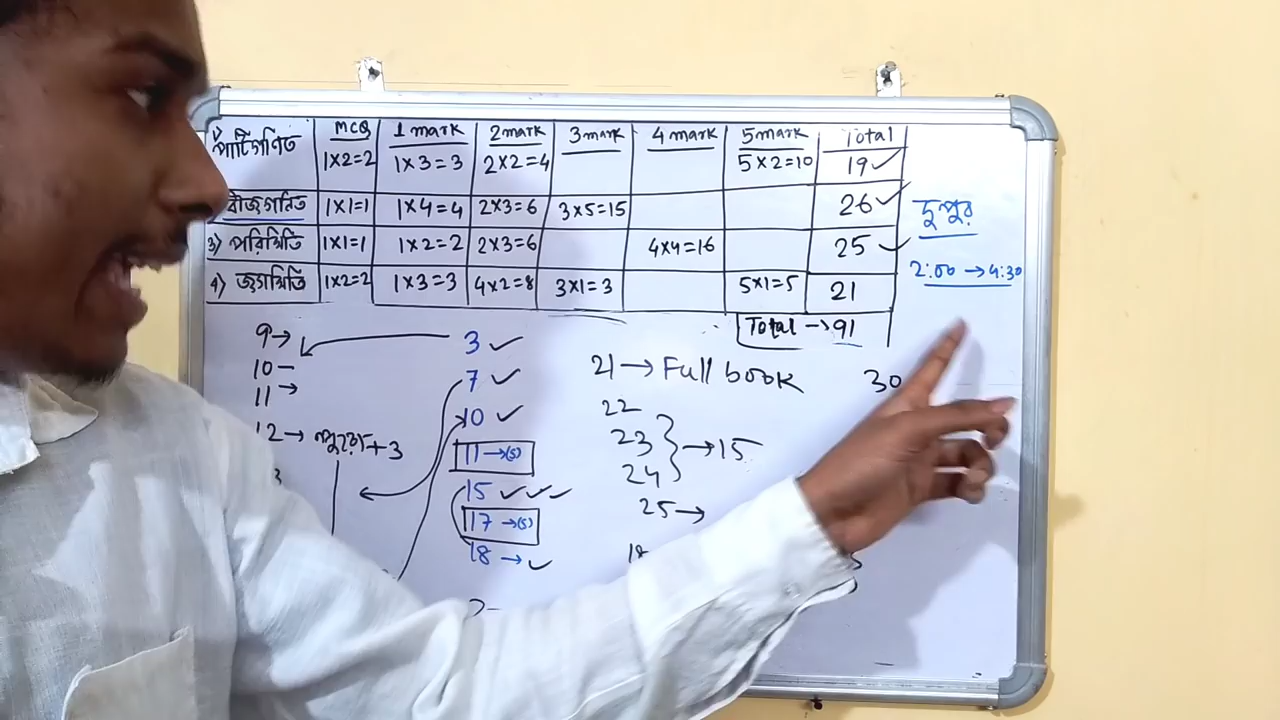 পাটিগণিত MCQ 1 mark 2 mark 3 mark 4 mark 5 mark Total
1×2=2 1×3=3 2×2=4 5×2=10 19✓
বীজগনিত 1×1=1 1×4=4 2×3=6 3×5=15 26✓
3) পরিমিতি 1×1=1 1×2=2 2×3=6 4×4=16 25✓
4) জ্যামিতি 1×2=2 1×3=3 4×2=8 3×1=3 5×1=5 21
Total → 91
দুপুর
2:00 → 4:30
9→
10–
11→
12→ +3
3
3 ✓
7 ✓
10 ✓
11→(5)
15 ✓✓✓
17→(5)
18→✓
21 → Full book
22
23 → 15
24
25 →
18
30